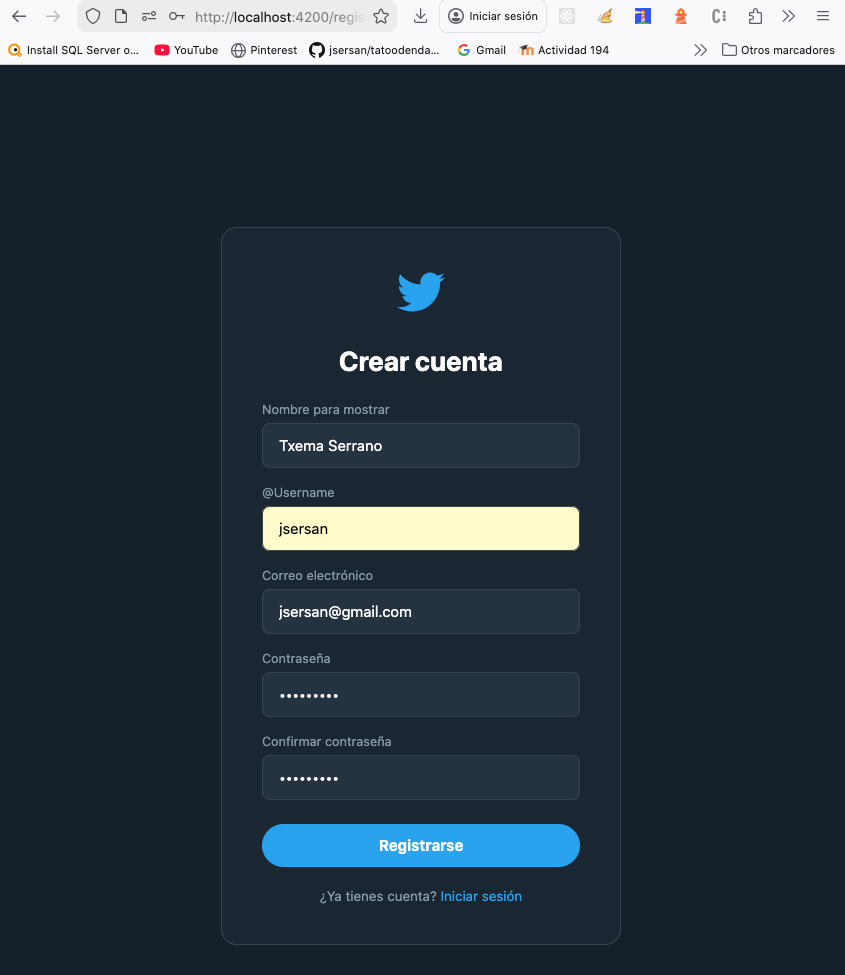 http://localhost:4200/regis
Iniciar sesión
Install SQL Server o...
YouTube
Pinterest
jsersan/tatoodenda...
Gmail
Actividad 194
Otros marcadores
Crear cuenta
Nombre para mostrar
Txema Serrano
@Username
jsersan
Correo electrónico
jsersan@gmail.com
Contraseña
•••••••••
Confirmar contraseña
•••••••••
Registrarse
¿Ya tienes cuenta? Iniciar sesión